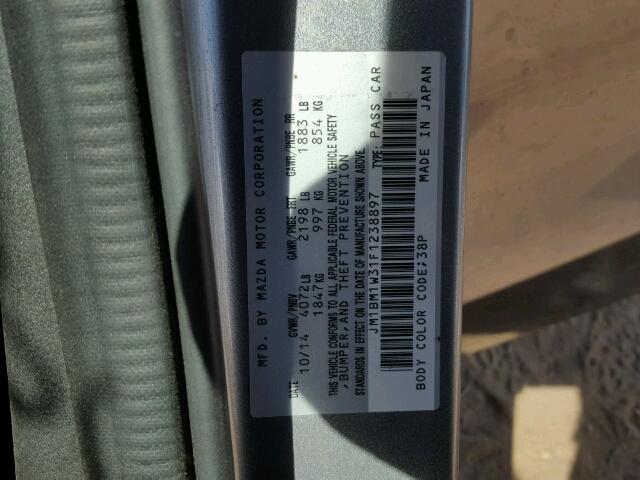 MFD. BY MAZDA MOTOR CORPORATION
GVWR/PNBV GAWR/PNBE FRT GAWR/PNBE RR
DATE 10/14 4072LB 2198 LB 1883 LB
1847KG 997 KG 854 KG
THIS VEHICLE CONFORMS TO ALL APPLICABLE FEDERAL MOTOR VEHICLE SAFETY
,BUMPER,AND THEFT PREVENTION
STANDARDS IN EFFECT ON THE DATE OF MANUFACTURE SHOWN ABOVE.
JM1BM1W31F1238897 TYPE: PASS CAR
BODY COLOR CODE;38P MADE IN JAPAN